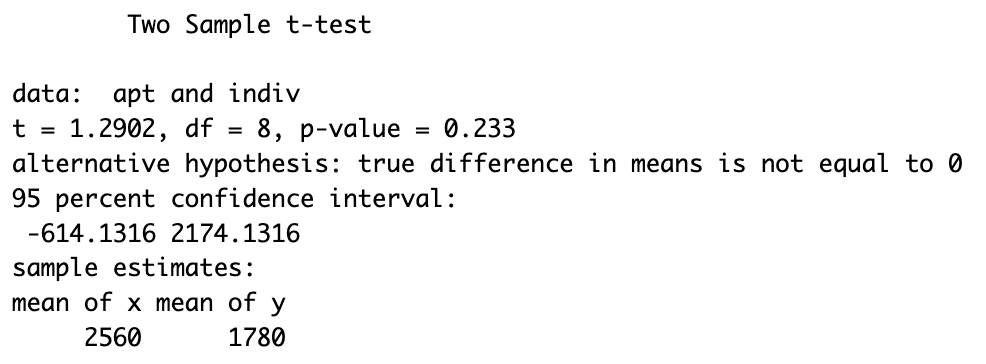 Two Sample t-test
data:  apt and indiv
t = 1.2902, df = 8, p-value = 0.233
alternative hypothesis: true difference in means is not equal to 0
95 percent confidence interval:
-614.1316 2174.1316
sample estimates:
mean of x mean of y
2560 1780